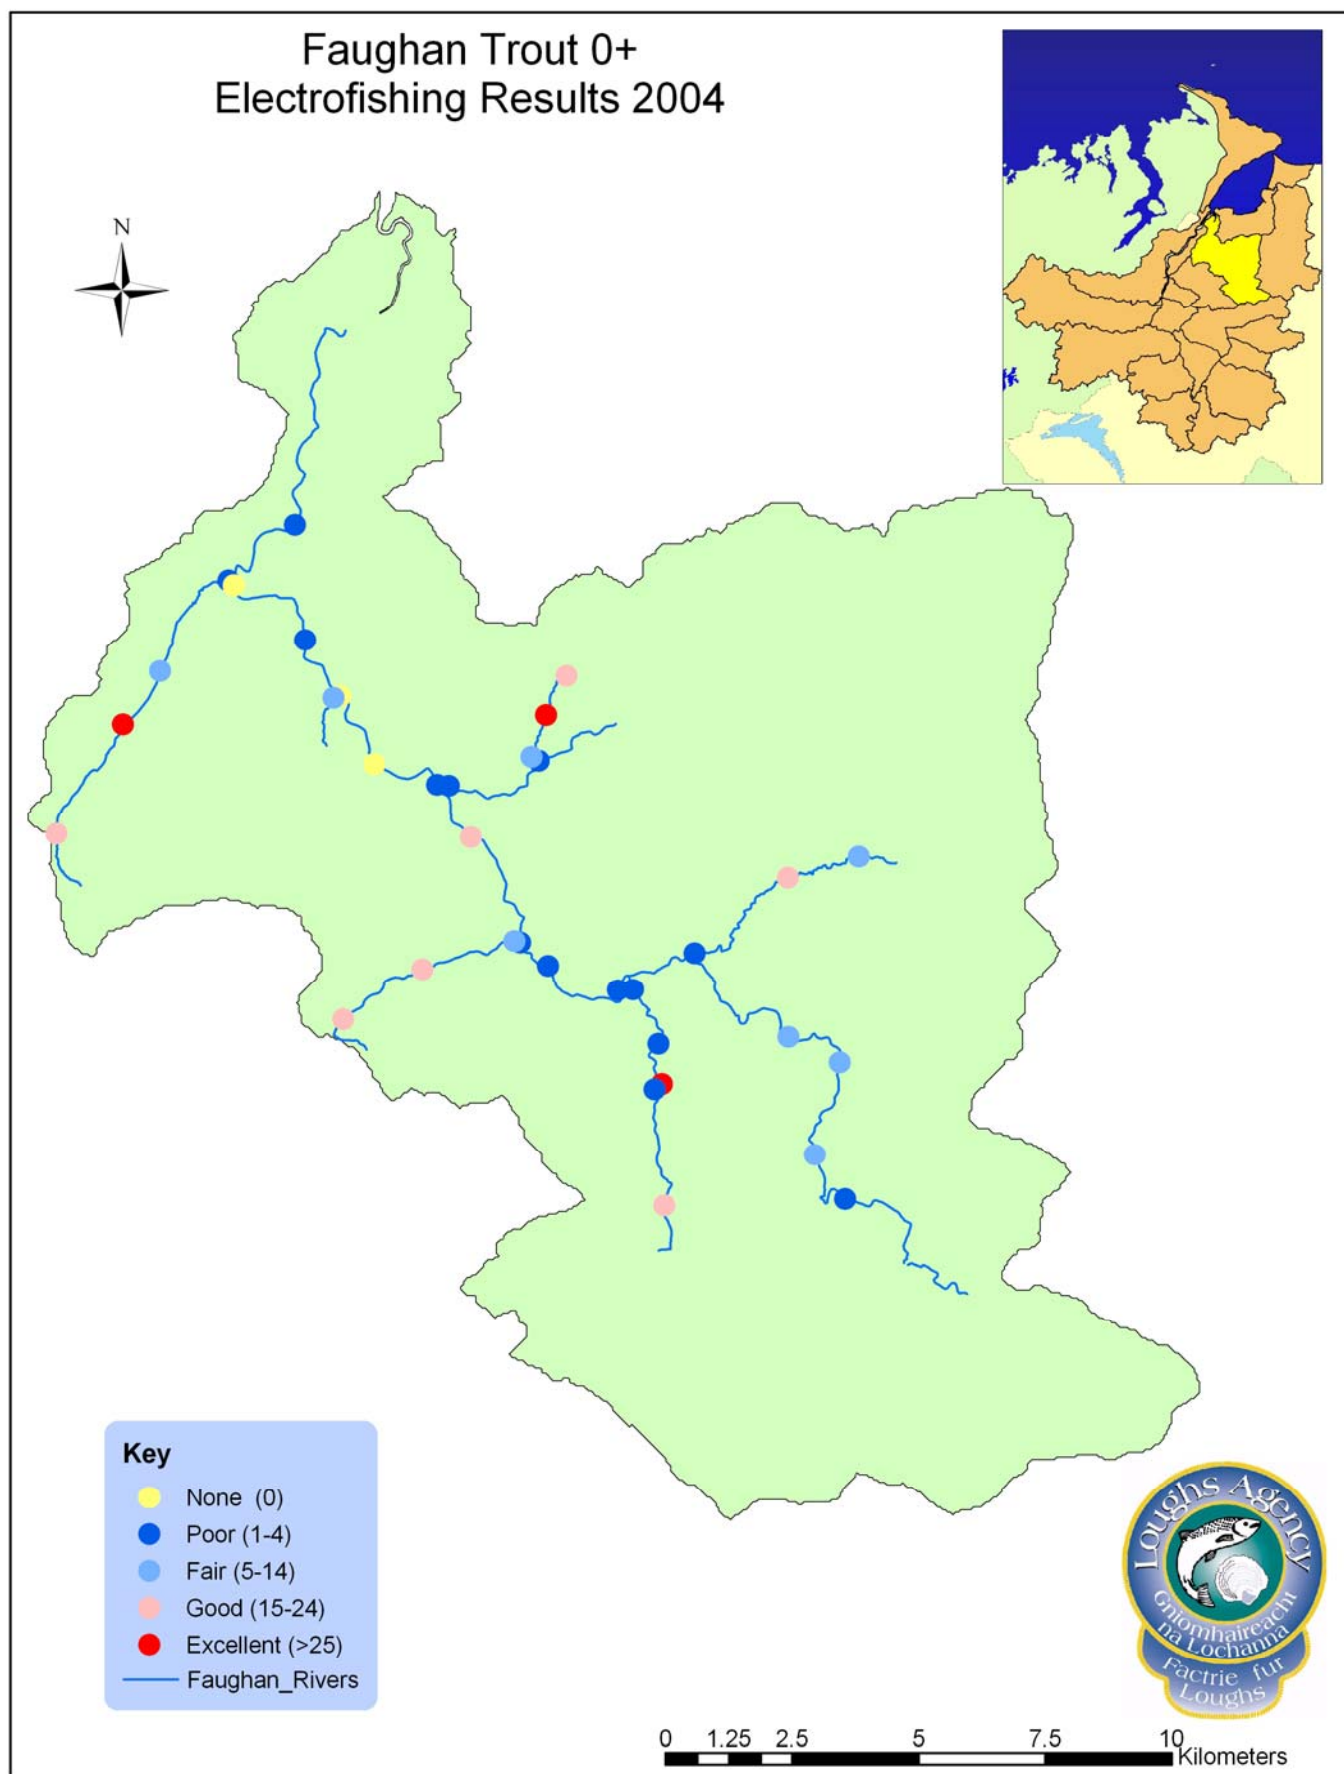 Faughan Trout 0+
Electrofishing Results 2004
N
Key
None (0)
Poor (1-4)
Fair (5-14)
Good (15-24)
Excellent (>25)
Faughan_Rivers
Loughs Agency
Gníomhaireacht
na Lochanna
Factrie fur
Loughs
0 1.25 2.5 5 7.5 10
Kilometers